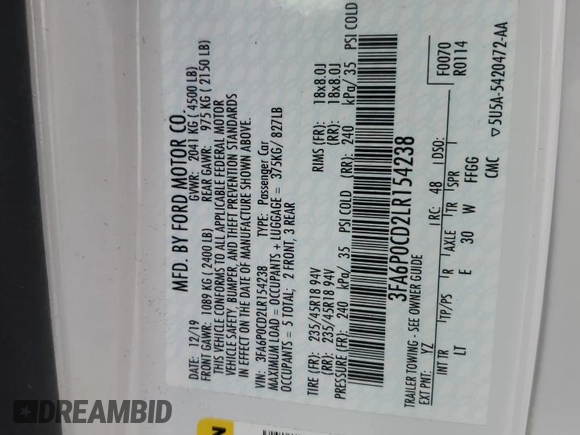 MFD. BY FORD MOTOR CO.
DATE: 12/19 GVWR: 2041 KG ( 4500 LB)
FRONT GAWR: 1089 KG ( 2400 LB) REAR GAWR: 975 KG ( 2150 LB)
THIS VEHICLE CONFORMS TO ALL APPLICABLE FEDERAL MOTOR
VEHICLE SAFETY, BUMPER, AND THEFT PREVENTION STANDARDS
IN EFFECT ON THE DATE OF MANUFACTURE SHOWN ABOVE.
VIN: 3FA6P0CD2LR154238 TYPE: Passenger Car
MAXIMUM LOAD = OCCUPANTS + LUGGAGE = 375KG/ 827LB
OCCUPANTS = 5 TOTAL; 2 FRONT, 3 REAR
TIRE (FR): 235/45R18 94V RIMS (FR): 18x8.0J
(RR): 235/45R18 94V (RR): 18x8.0J
PRESSURE (FR): 240 kPa/ 35 PSI COLD (RR): 240 kPa/ 35 PSI COLD
3FA6P0CD2LR154238
TRAILER TOWING - SEE OWNER GUIDE
F0070
R0114
EXT PNT: YZ RC: 48 DSO:
INT TR TP/PS R AXLE TR SPR
LT E 30 W FFGG
CMC ▽5U5A-5420472-AA
DREAMBID